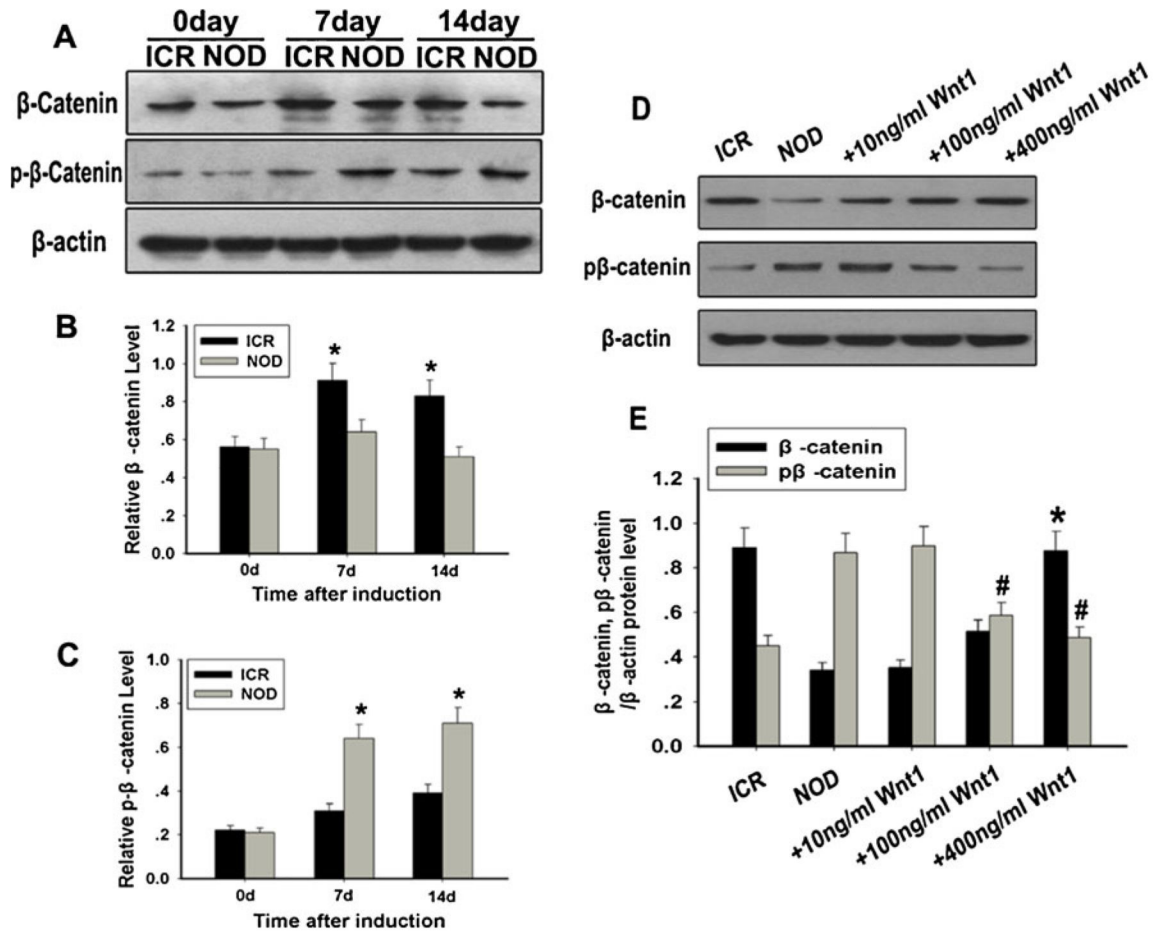 A
0day 7day 14day
ICR NOD ICR NOD ICR NOD
β-Catenin
p-β-Catenin
β-actin
B
Relative β -catenin Level
1.2
1.0
.8
.6
.4
.2
0.0
ICR
NOD
*
*
0d 7d 14d
Time after induction
C
Relative p-β -catenin Level
1.0
.8
.6
.4
.2
0.0
ICR
NOD
*
*
0d 7d 14d
Time after induction
D
ICR NOD +10ng/ml Wnt1 +100ng/ml Wnt1 +400ng/ml Wnt1
β-catenin
pβ-catenin
β-actin
E
β -catenin
pβ -catenin
β -catenin, pβ -catenin
/β -actin protein level
1.2
1.0
.8
.6
.4
.2
0.0
#
*
#
ICR NOD +10ng/ml Wnt1 +100ng/ml Wnt1 +400ng/ml Wnt1